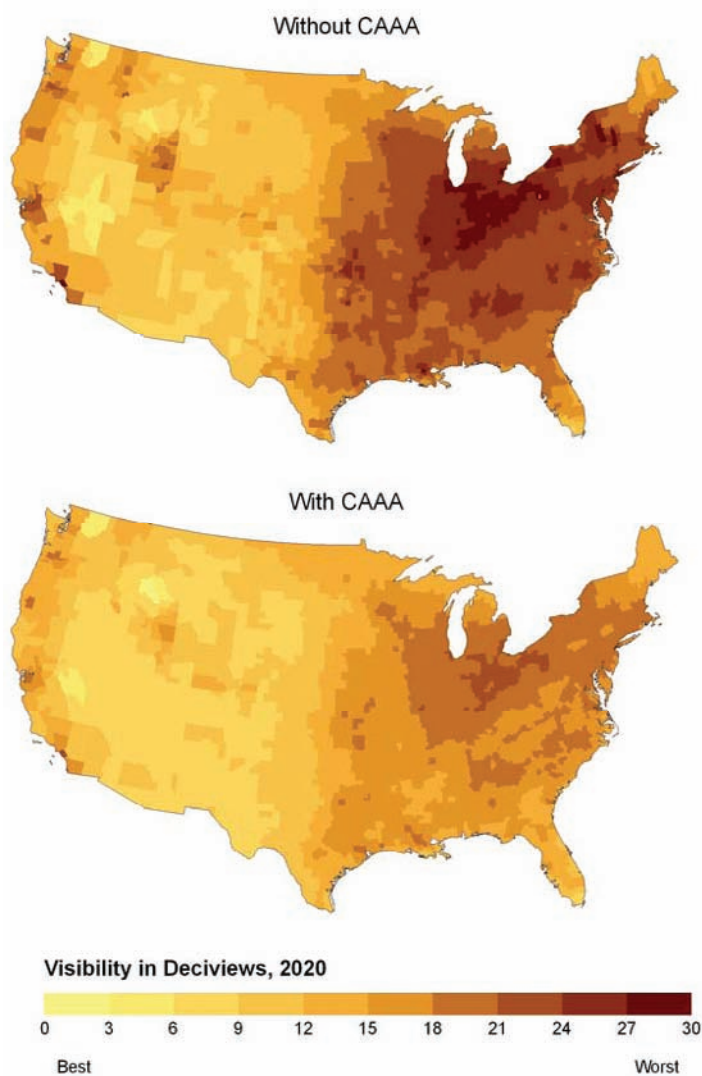 Without CAAA
With CAAA
Visibility in Deciviews, 2020
0 3 6 9 12 15 18 21 24 27 30
Best Worst